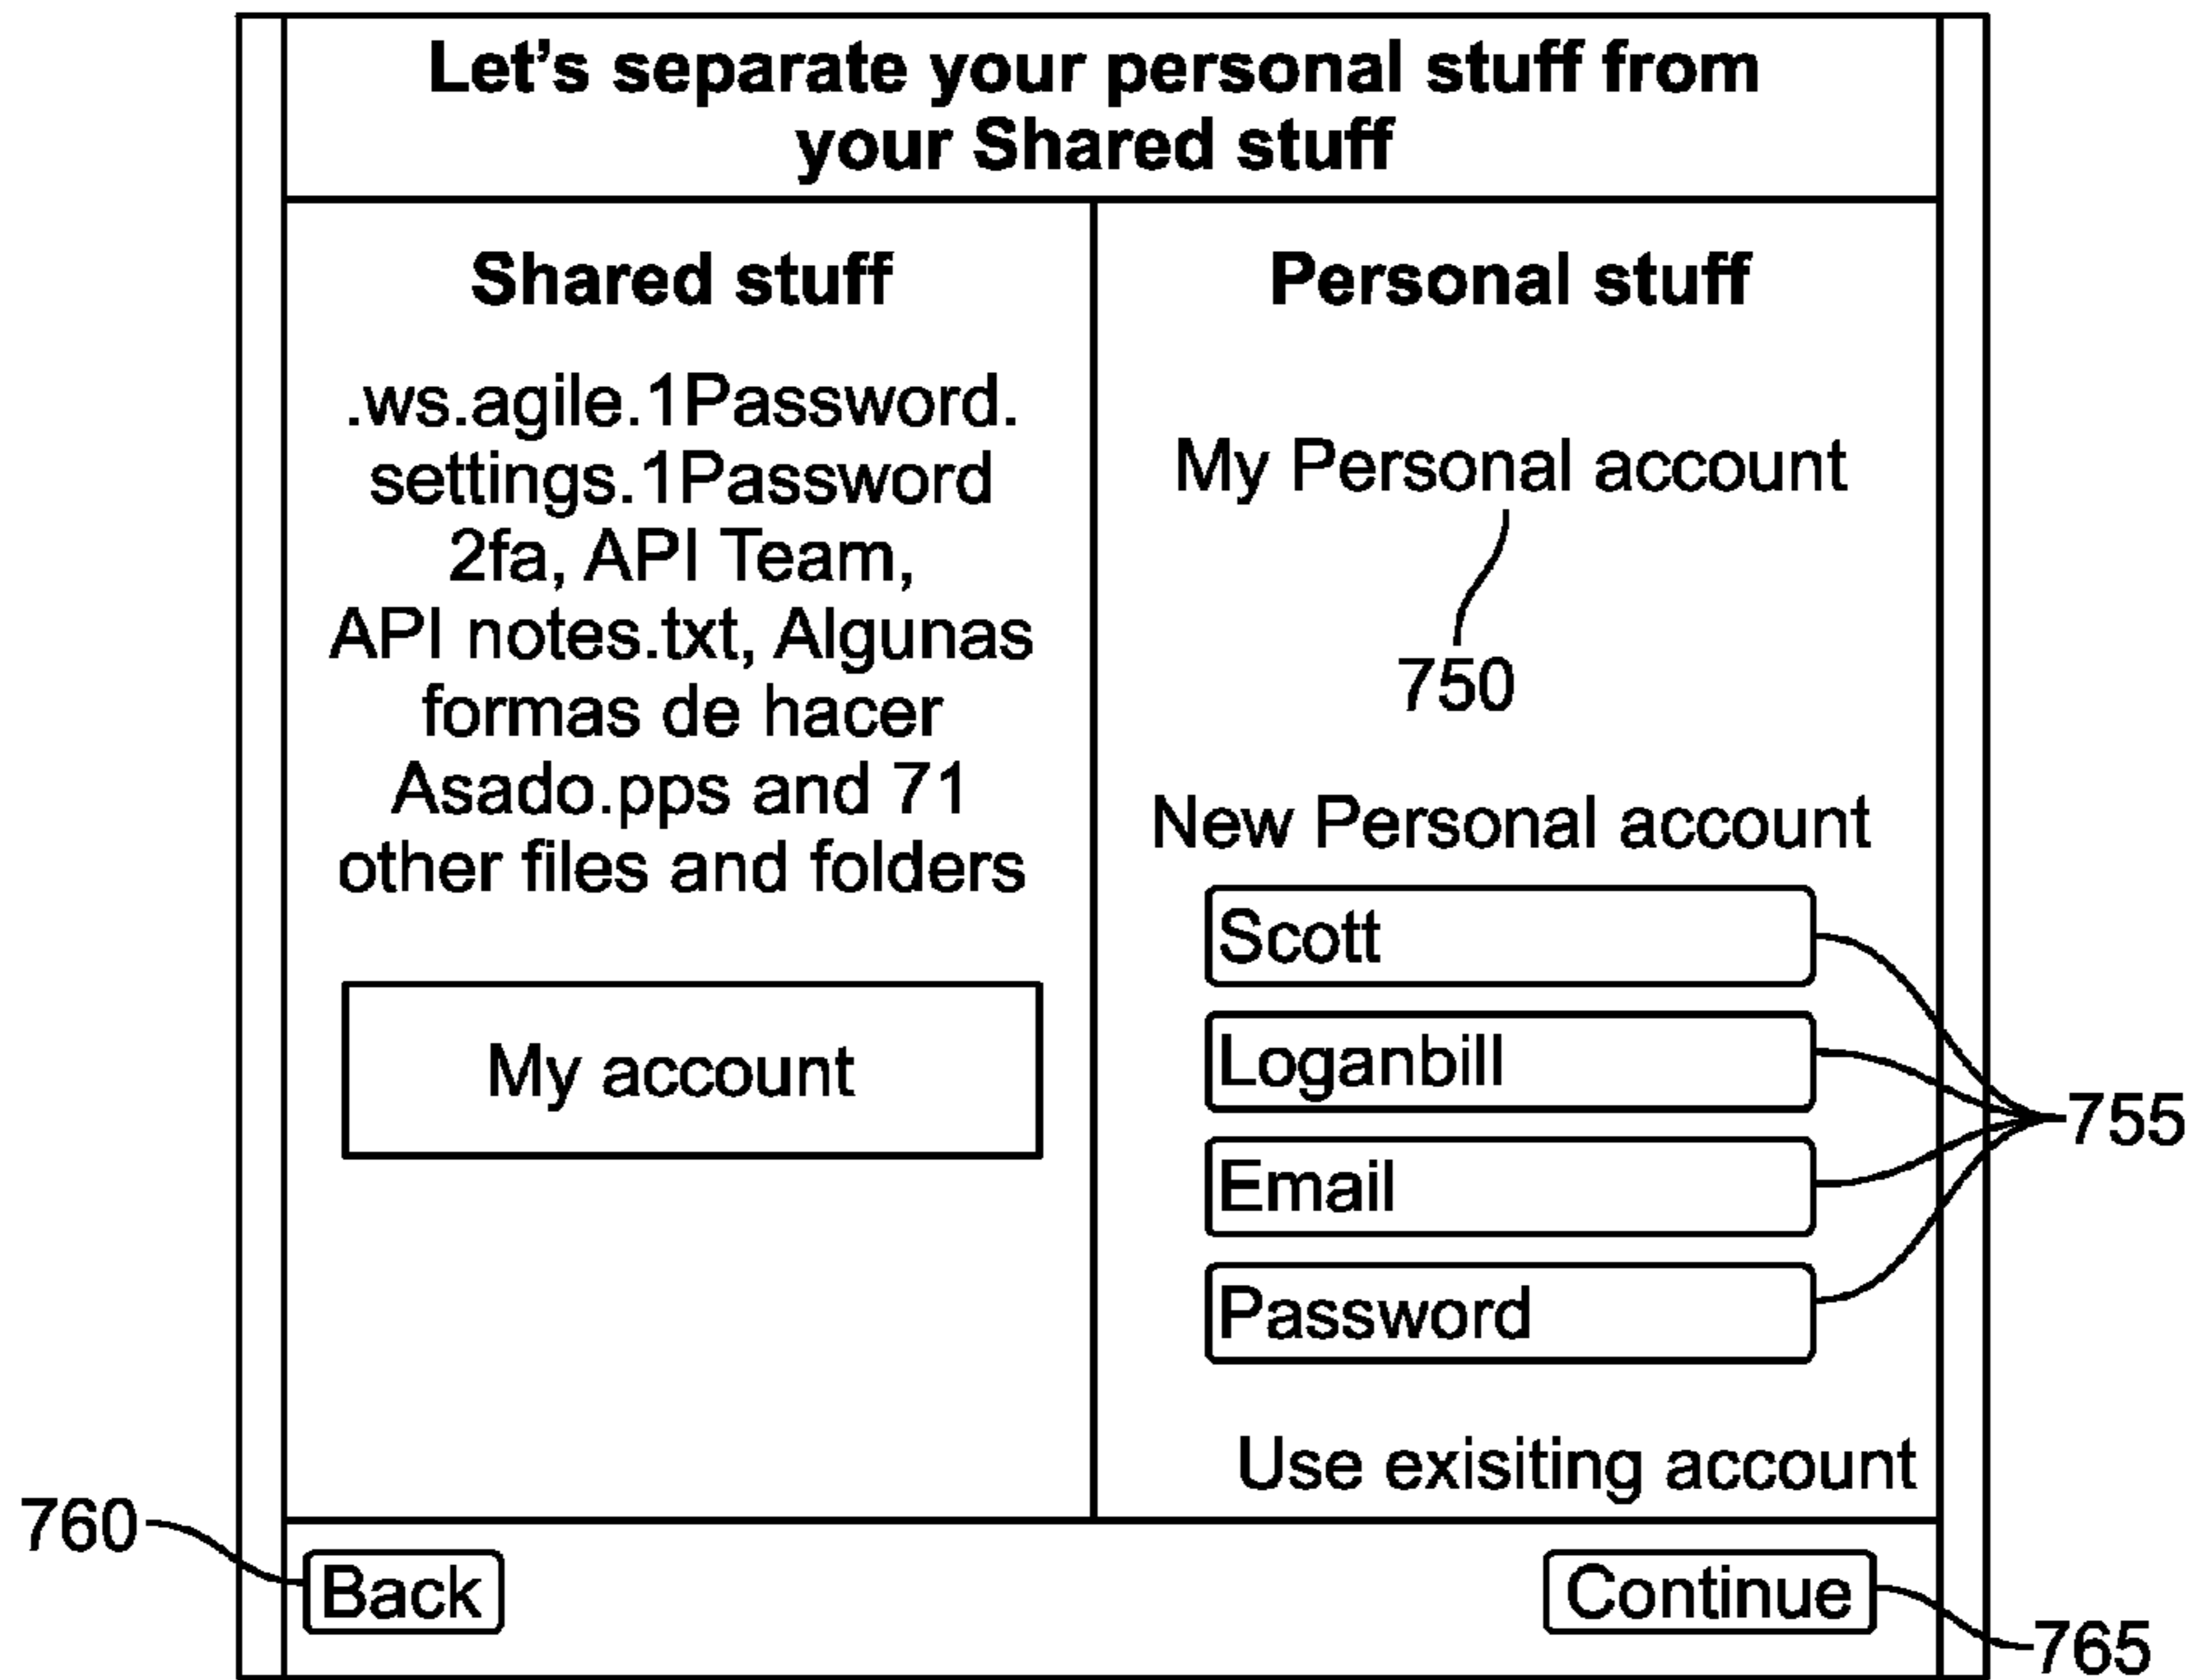 Let's separate your personal stuff from
your Shared stuff
Shared stuff
.ws.agile.1Password.
settings.1Password
2fa, API Team,
API notes.txt, Algunas
formas de hacer
Asado.pps and 71
other files and folders
My account
Personal stuff
My Personal account
750
New Personal account
Scott
Loganbill
Email
Password
755
Use exisiting account
760
Back
Continue
765